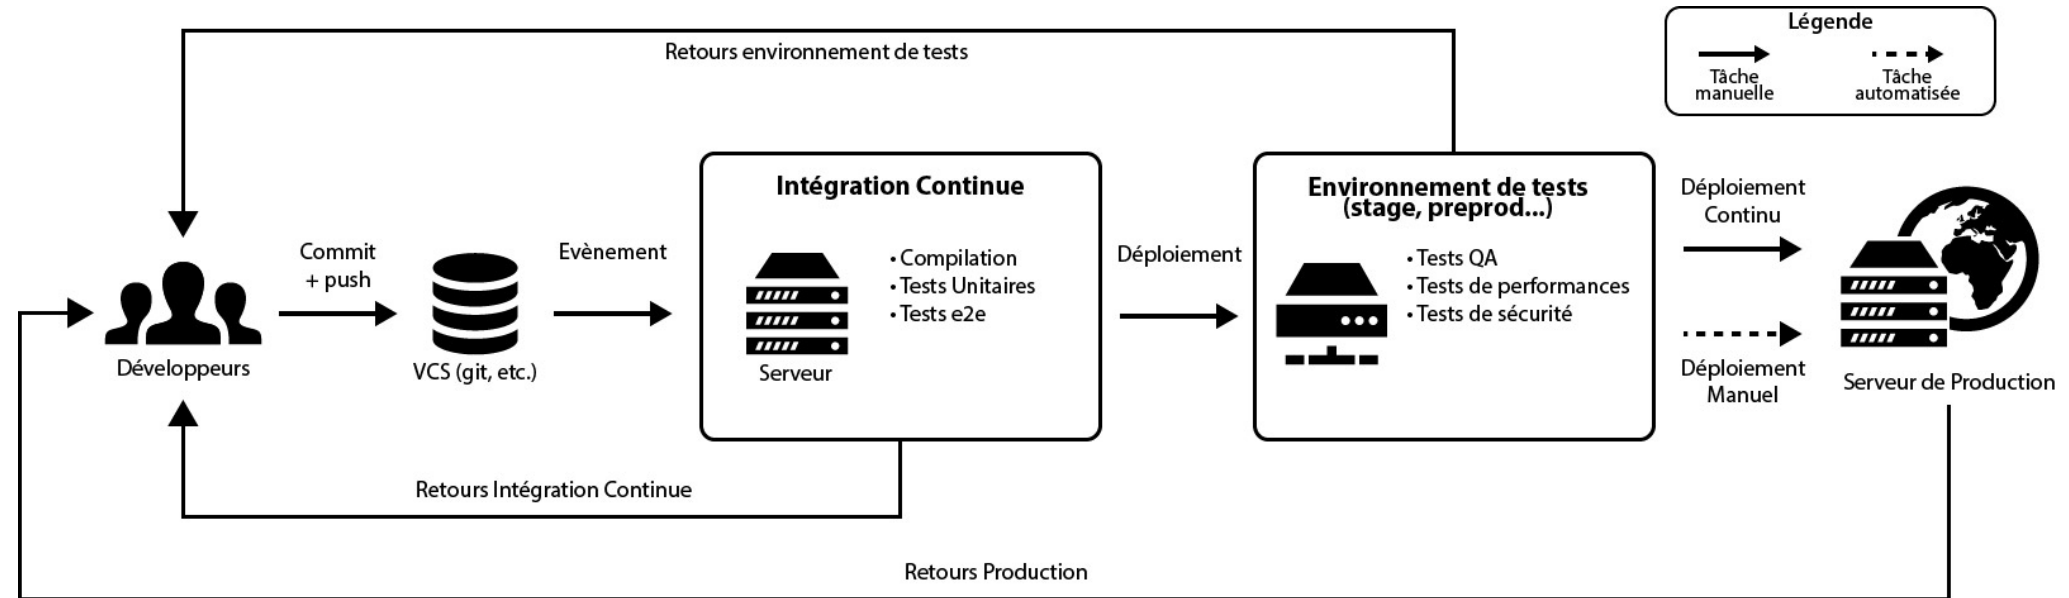 Légende
Tâche
manuelle
Tâche
automatisée
Retours environnement de tests
Développeurs
Commit
+ push
VCS (git, etc.)
Evènement
Intégration Continue
• Compilation
• Tests Unitaires
• Tests e2e
Serveur
Déploiement
Environnement de tests
(stage, preprod...)
• Tests QA
• Tests de performances
• Tests de sécurité
Déploiement
Continu
Déploiement
Manuel
Serveur de Production
Retours Intégration Continue
Retours Production